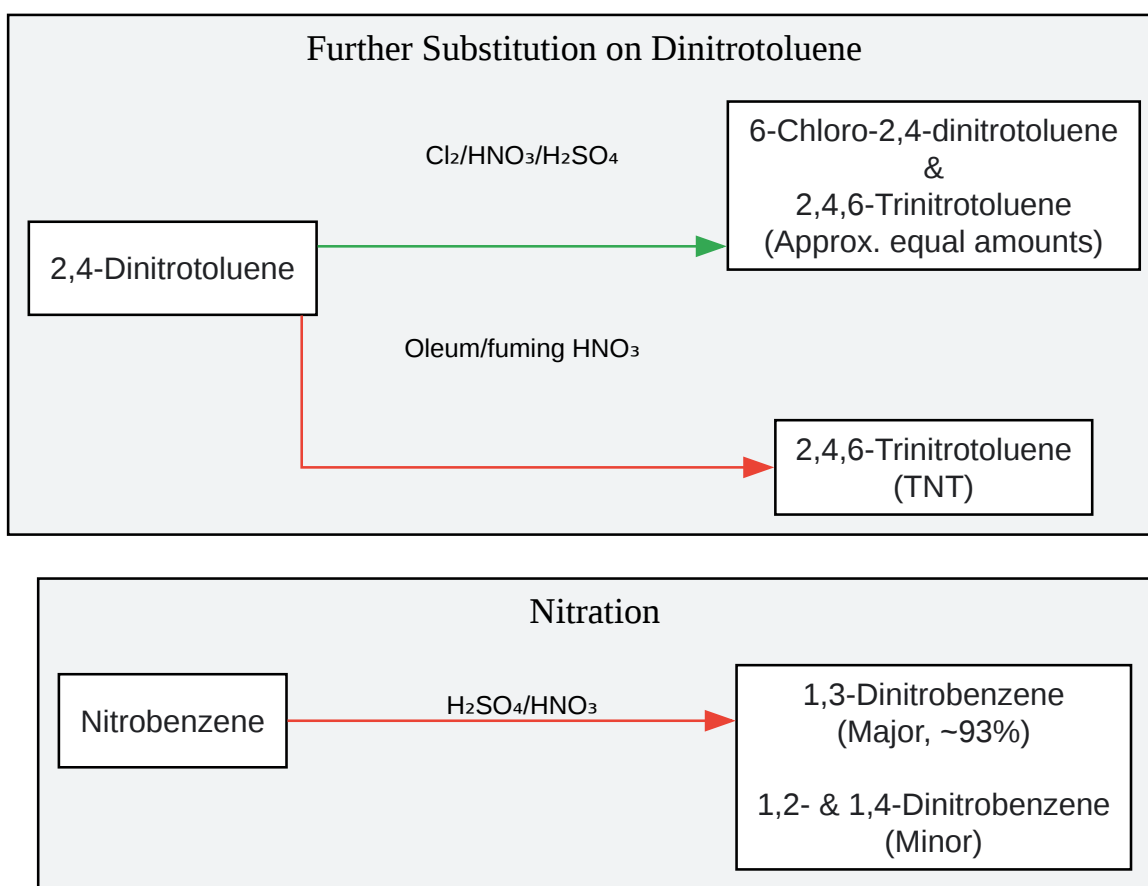 Further Substitution on Dinitrotoluene
Cl₂/HNO₃/H₂SO₄
6-Chloro-2,4-dinitrotoluene
&
2,4,6-Trinitrotoluene
(Approx. equal amounts)
2,4-Dinitrotoluene
Oleum/fuming HNO₃
2,4,6-Trinitrotoluene
(TNT)
Nitration
Nitrobenzene
H₂SO₄/HNO₃
1,3-Dinitrobenzene
(Major, ~93%)
1,2- & 1,4-Dinitrobenzene
(Minor)